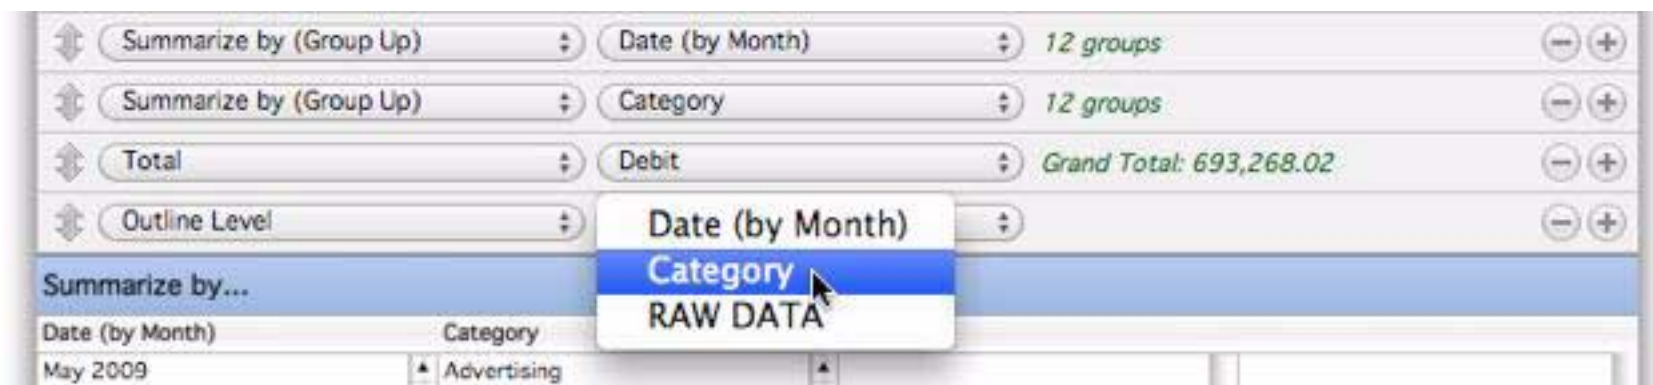 Summarize by (Group Up) Date (by Month) 12 groups
Summarize by (Group Up) Category 12 groups
Total Debit Grand Total: 693,268.02
Outline Level Date (by Month)
Category
Summarize by...
RAW DATA
Date (by Month) Category
May 2009 Advertising